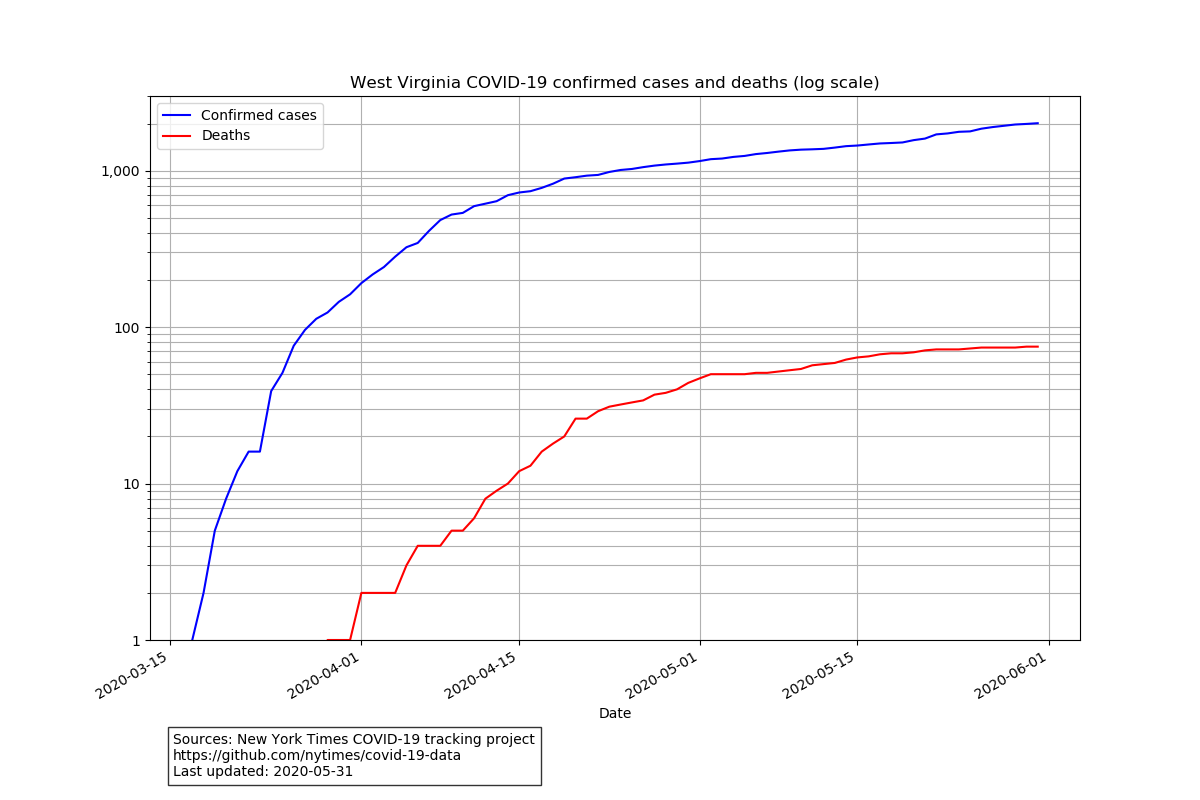 West Virginia COVID-19 confirmed cases and deaths (log scale)
Confirmed cases
Deaths
1,000
100
10
1
2020-03-15
2020-04-01
2020-04-15
2020-05-01
2020-05-15
2020-06-01
Date
Sources: New York Times COVID-19 tracking project
https://github.com/nytimes/covid-19-data
Last updated: 2020-05-31